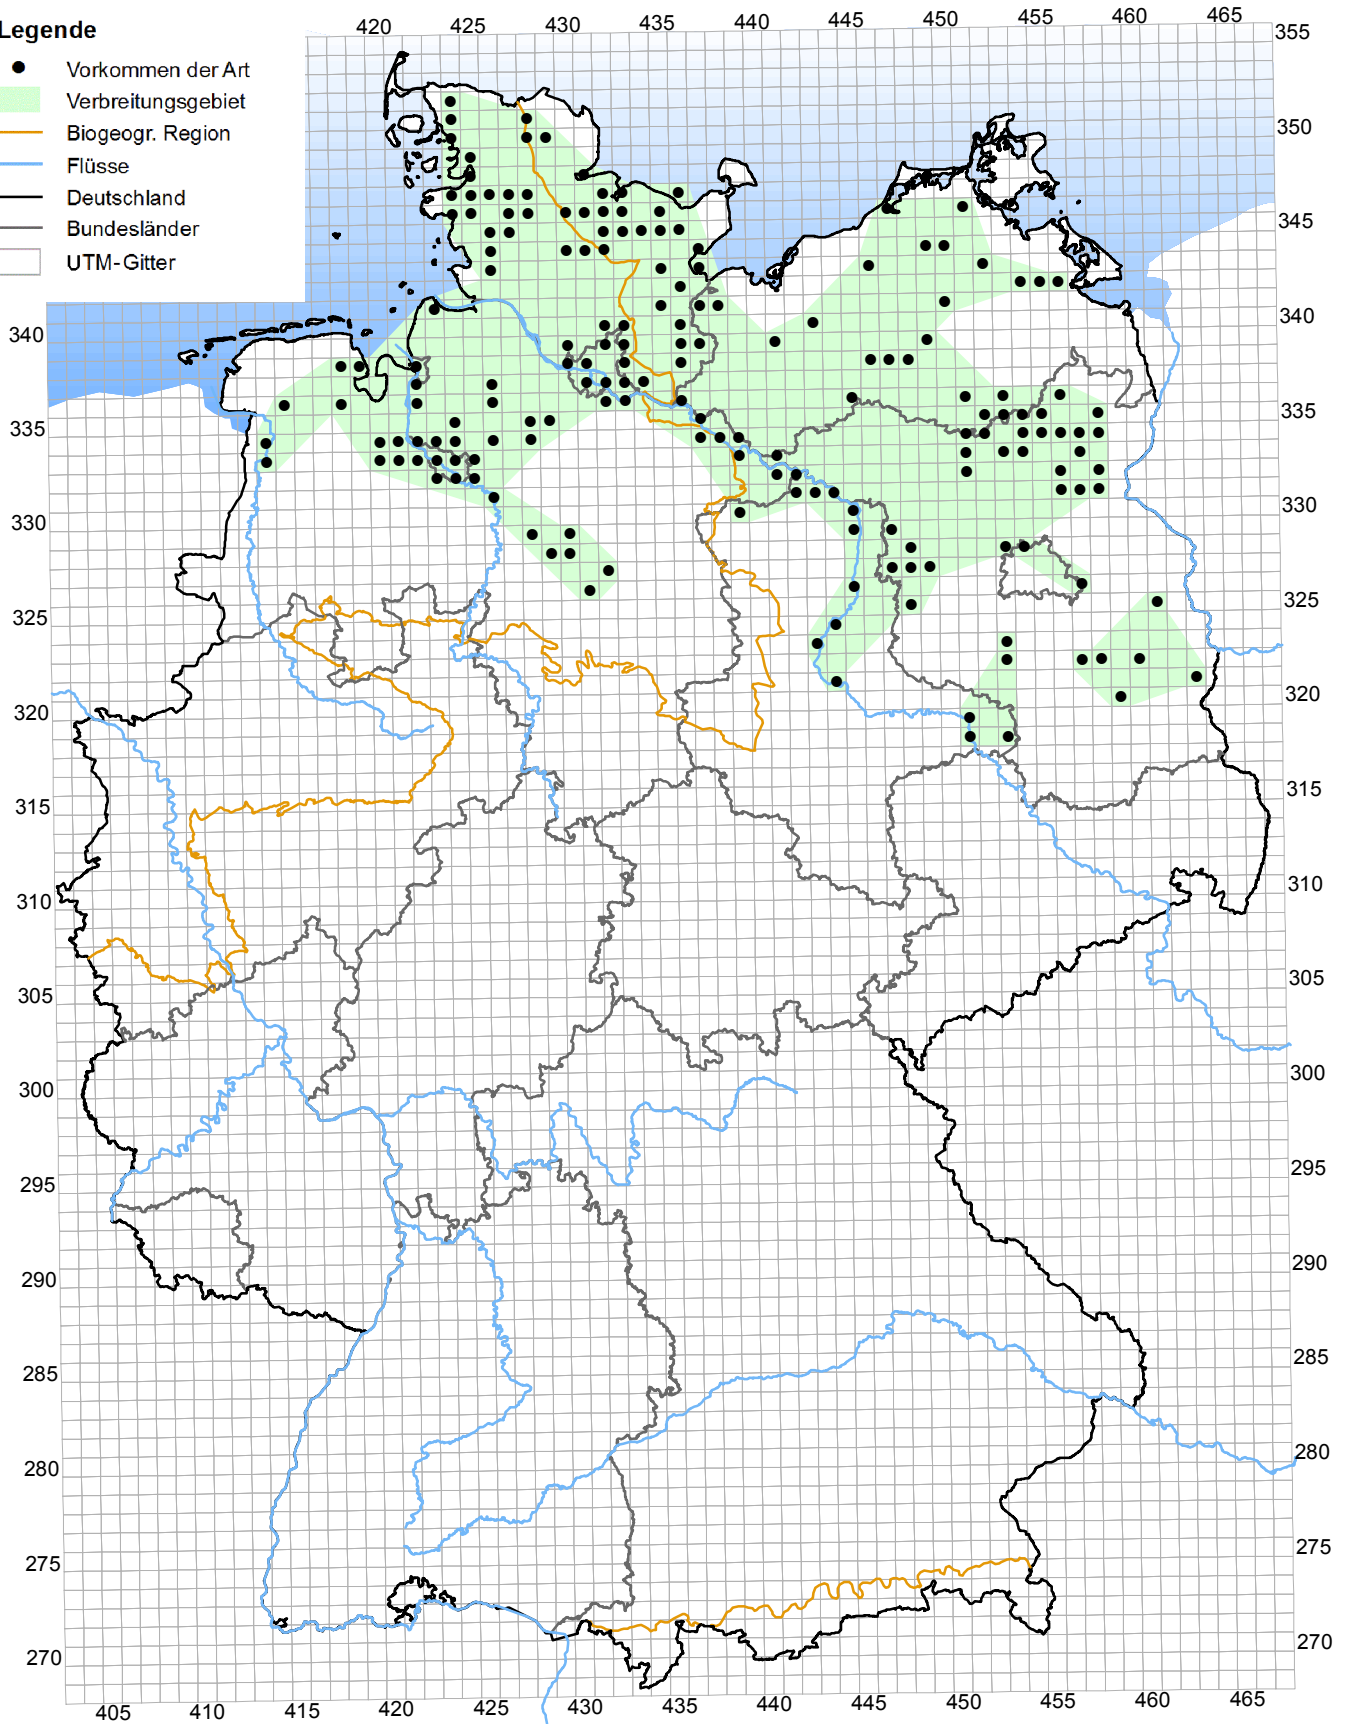 Legende
Vorkommen der Art
Verbreitungsgebiet
Biogeogr. Region
Flüsse
Deutschland
Bundesländer
UTM-Gitter
420 425 430 435 440 445 450 455 460 465
355
350
345
340 340
335 335
330 330
325 325
320 320
315 315
310 310
305 305
300 300
295 295
290 290
285 285
280 280
275 275
270 270
405 410 415 420 425 430 435 440 445 450 455 460 465